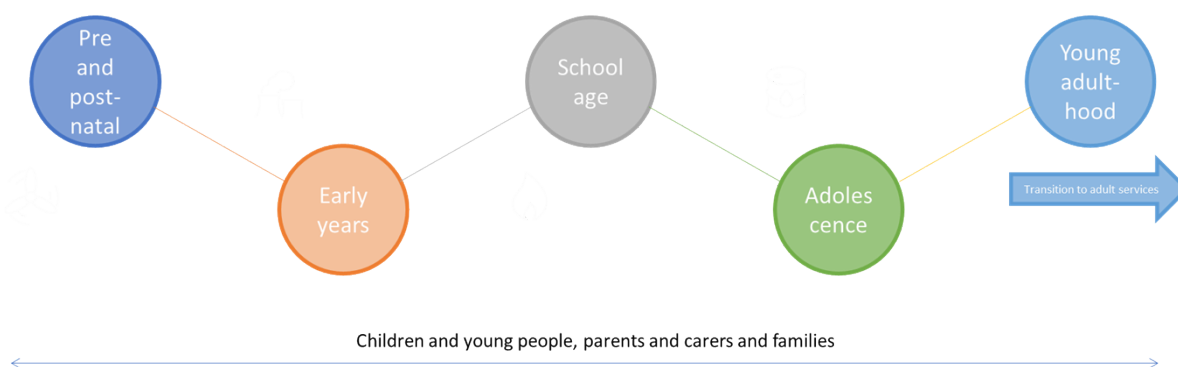 Pre
and
post-
natal
Early
years
School
age
Adoles
cence
Young
adult-
hood
Transition to adult services
Children and young people, parents and carers and families